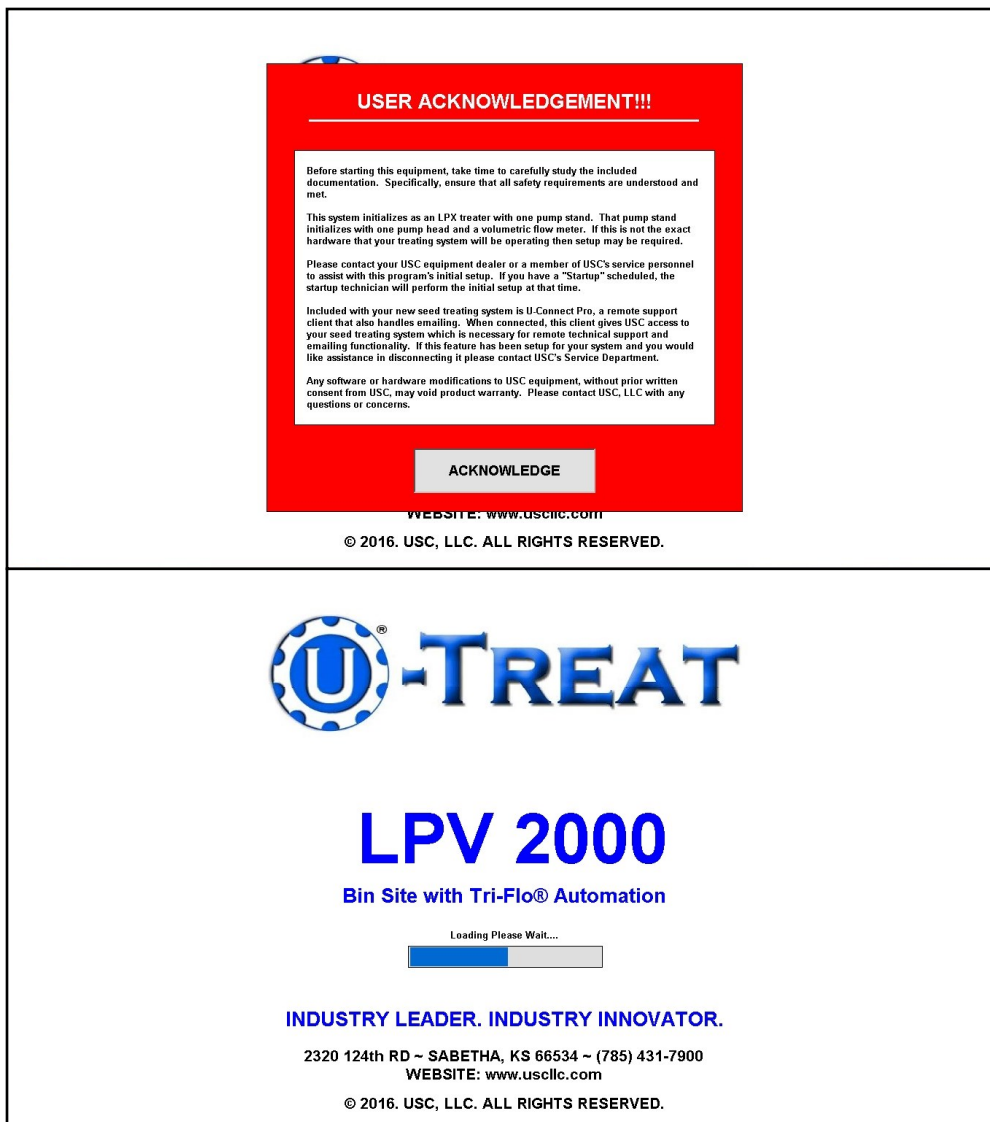 USER ACKNOWLEDGEMENT!!!
Before starting this equipment, take time to carefully study the included
documentation. Specifically, ensure that all safety requirements are understood and
met.
This system initializes as an LPX treater with one pump stand. That pump stand
initializes with one pump head and a volumetric flow meter. If this is not the exact
hardware that your treating system will be operating then setup may be required.
Please contact your USC equipment dealer or a member of USC's service personnel
to assist with this program's initial setup. If you have a "Startup" scheduled, the
startup technician will perform the initial setup at that time.
Included with your new seed treating system is U-Connect Pro, a remote support
client that also handles emailing. When connected, this client gives USC access to
your seed treating system which is necessary for remote technical support and
emailing functionality. If this feature has been setup for your system and you would
like assistance in disconnecting it please contact USC's Service Department.
Any software or hardware modifications to USC equipment, without prior written
consent from USC, may void product warranty. Please contact USC, LLC with any
questions or concerns.
ACKNOWLEDGE
WEBSITE: www.uscllc.com
© 2016. USC, LLC. ALL RIGHTS RESERVED.
U®-TREAT
LPV 2000
Bin Site with Tri-Flo® Automation
Loading Please Wait....
INDUSTRY LEADER. INDUSTRY INNOVATOR.
2320 124th RD ~ SABETHA, KS 66534 ~ (785) 431-7900
WEBSITE: www.uscllc.com
© 2016. USC, LLC. ALL RIGHTS RESERVED.